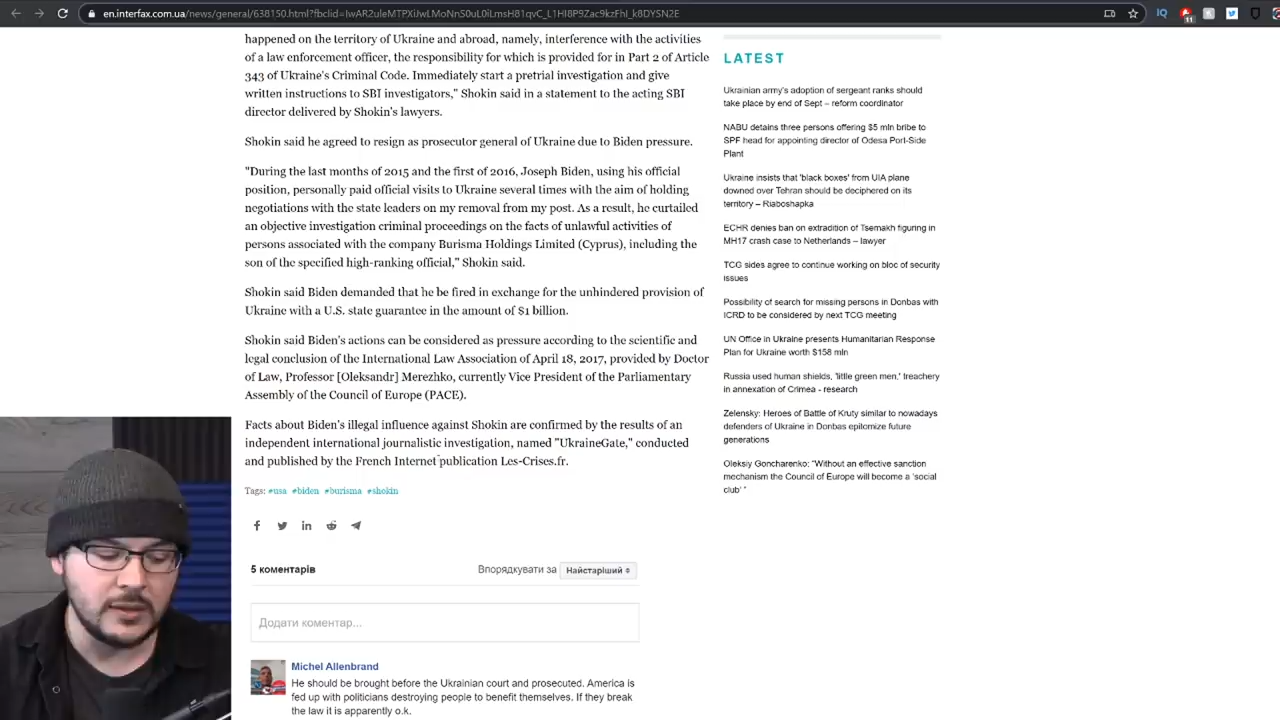 en.interfax.com.ua/news/general/638150.html?fbclid=IwAR2uleMTPXiJwLMoNnS0uL0iLmsH81qvC_L1HI8P9Zac9kzFhI_k8DYSN2E
11
happened on the territory of Ukraine and abroad, namely, interference with the activities
of a law enforcement officer, the responsibility for which is provided for in Part 2 of Article
343 of Ukraine's Criminal Code. Immediately start a pretrial investigation and give
written instructions to SBI investigators," Shokin said in a statement to the acting SBI
director delivered by Shokin's lawyers.
Shokin said he agreed to resign as prosecutor general of Ukraine due to Biden pressure.
"During the last months of 2015 and the first of 2016, Joseph Biden, using his official
position, personally paid official visits to Ukraine several times with the aim of holding
negotiations with the state leaders on my removal from my post. As a result, he curtailed
an objective investigation criminal proceedings on the facts of unlawful activities of
persons associated with the company Burisma Holdings Limited (Cyprus), including the
son of the specified high-ranking official," Shokin said.
Shokin said Biden demanded that he be fired in exchange for the unhindered provision of
Ukraine with a U.S. state guarantee in the amount of $1 billion.
Shokin said Biden's actions can be considered as pressure according to the scientific and
legal conclusion of the International Law Association of April 18, 2017, provided by Doctor
of Law, Professor [Oleksandr] Merezhko, currently Vice President of the Parliamentary
Assembly of the Council of Europe (PACE).
Facts about Biden's illegal influence against Shokin are confirmed by the results of an
independent international journalistic investigation, named "UkraineGate," conducted
and published by the French Internet publication Les-Crises.fr.
Tags: #usa #biden #burisma #shokin
5 коментарів
Впорядкувати за Найстаріший
Додати коментар...
Michel Allenbrand
He should be brought before the Ukrainian court and prosecuted. America is
fed up with politicians destroying people to benefit themselves. If they break
the law it is apparently o.k.
LATEST
Ukrainian army's adoption of sergeant ranks should
take place by end of Sept – reform coordinator
NABU detains three persons offering $5 mln bribe to
SPF head for appointing director of Odesa Port-Side
Plant
Ukraine insists that 'black boxes' from UIA plane
downed over Tehran should be deciphered on its
territory – Riaboshapka
ECHR denies ban on extradition of Tsemakh figuring in
MH17 crash case to Netherlands – lawyer
TCG sides agree to continue working on bloc of security
issues
Possibility of search for missing persons in Donbas with
ICRD to be considered by next TCG meeting
UN Office in Ukraine presents Humanitarian Response
Plan for Ukraine worth $158 mln
Russia used human shields, 'little green men,' treachery
in annexation of Crimea - research
Zelensky: Heroes of Battle of Kruty similar to nowadays
defenders of Ukraine in Donbas epitomize future
generations
Oleksiy Goncharenko: "Without an effective sanction
mechanism the Council of Europe will become a 'social
club' "